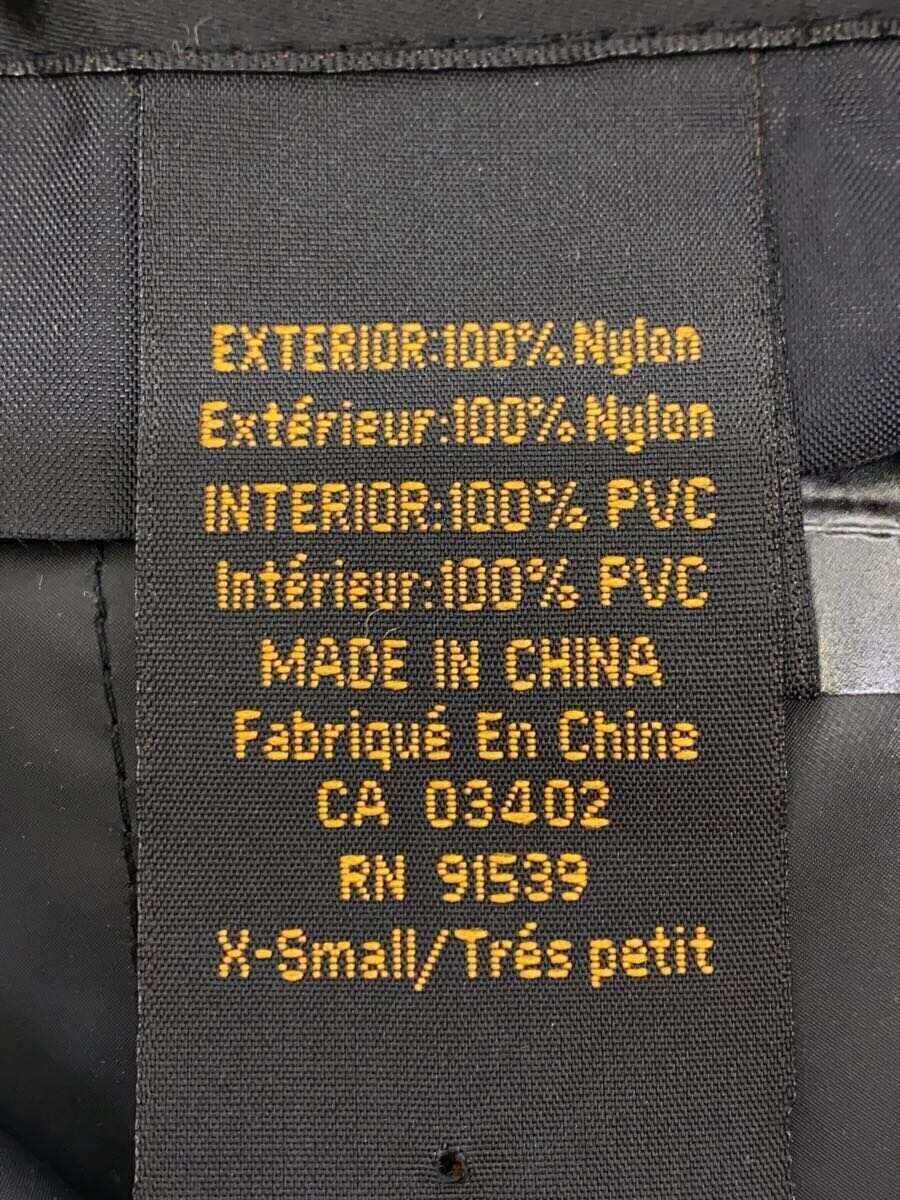 EXTERIOR:100% Nylon
Extérieur:100% Nylon
INTERIOR:100% PVC
Intérieur:100% PVC
MADE IN CHINA
Fabriqué En Chine
CA 03402
RN 91539
X-Small/Trés petit